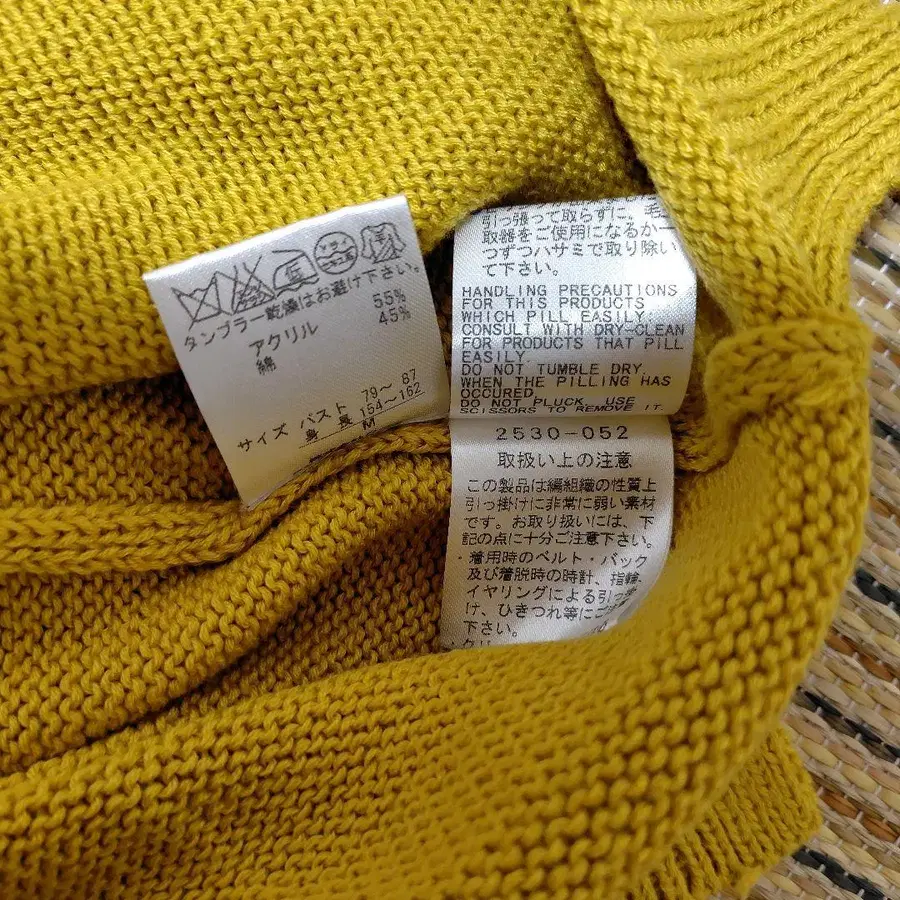 タンブラー乾燥はお避け下さい。
アクリル 55%
綿 45%
サイズ バスト 79～87
身長 154～162
M
引っ張って取らずに、毛
取器をご使用になるか一
つずつハサミで取り除い
て下さい。
HANDLING PRECAUTIONS
FOR THIS PRODUCTS
WHICH PILL EASILY:
CONSULT WITH DRY-CLEAN
FOR PRODUCTS THAT PILL
EASILY.
DO NOT TUMBLE DRY.
WHEN THE PILLING HAS
OCCURED.
DO NOT PLUCK. USE
SCISSORS TO REMOVE IT.
2530-052
取扱い上の注意
この製品は編組織の性質上
引っ掛けに非常に弱い素材
です。お取り扱いには、下
記の点に十分ご注意下さい。
・着用時のベルト・バック
及び着脱時の時計、指輪、
イヤリングによる引っ掛
け、ひきつれ等にご
下さい。